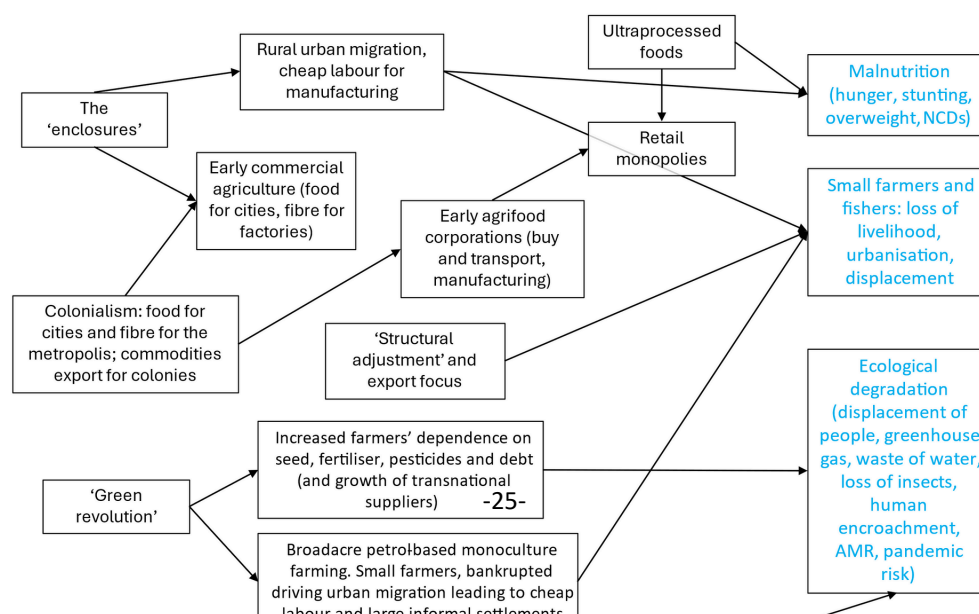 Ultraprocessed
foods
Rural urban migration,
cheap labour for
manufacturing
Malnutrition
(hunger, stunting,
overweight, NCDs)
The
‘enclosures’
Retail
monopolies
Early commercial
agriculture (food
for cities, fibre for
factories)
Small farmers and
fishers: loss of
livelihood,
urbanisation,
displacement
Early agrifood
corporations (buy
and transport,
manufacturing)
Colonialism: food for
cities and fibre for the
metropolis; commodities
export for colonies
‘Structural
adjustment’ and
export focus
Ecological
degradation
(displacement of
people, greenhouse
gas, waste of water,
loss of insects,
human
encroachment,
AMR, pandemic
risk)
Increased farmers’ dependence on
seed, fertiliser, pesticides and debt
(and growth of transnational
suppliers)
-25-
‘Green
revolution’
Broadacre petrol-based monoculture
farming. Small farmers, bankrupted
driving urban migration leading to cheap
labour and large informal settlements